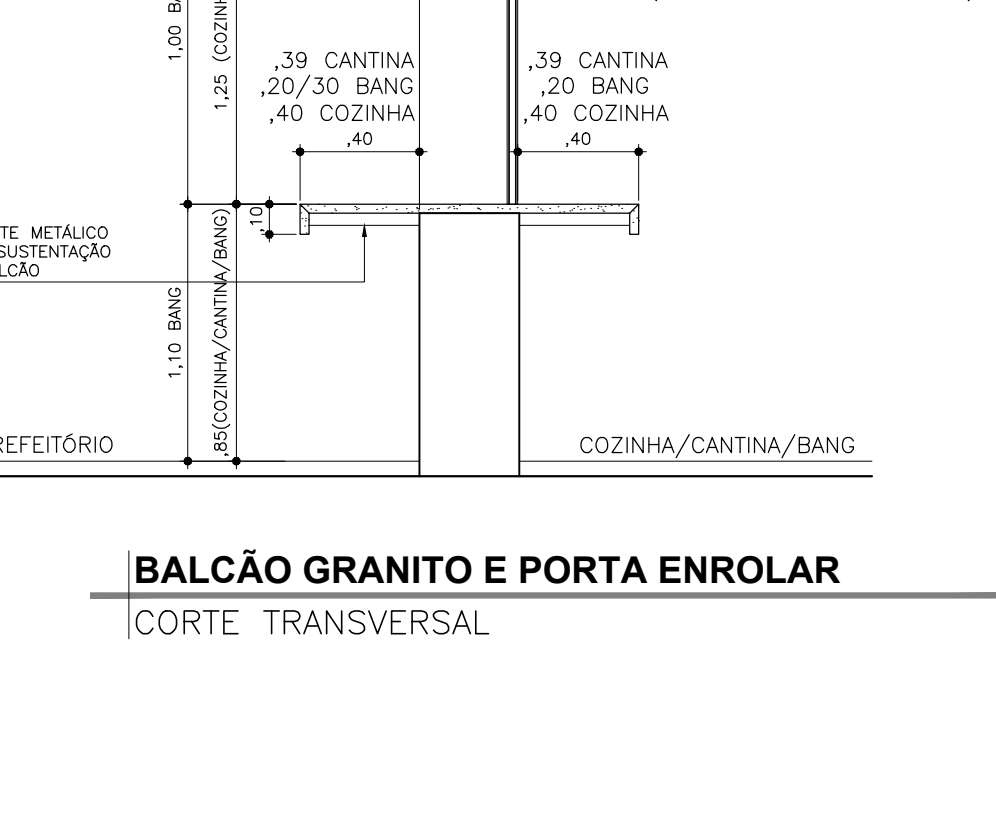 1,00
1,25 (COZINH
,39 CANTINA
,20/30 BANG
,40 COZINHA
,40
,39 CANTINA
,20 BANG
,40 COZINHA
,40
,10
TE METÁLICO
SUSTENTAÇÃO
LCÃO
1,10 BANG
,85(COZINHA/CANTINA/BANG)
REFEITÓRIO
COZINHA/CANTINA/BANG
BALCÃO GRANITO E PORTA ENROLAR
CORTE TRANSVERSAL